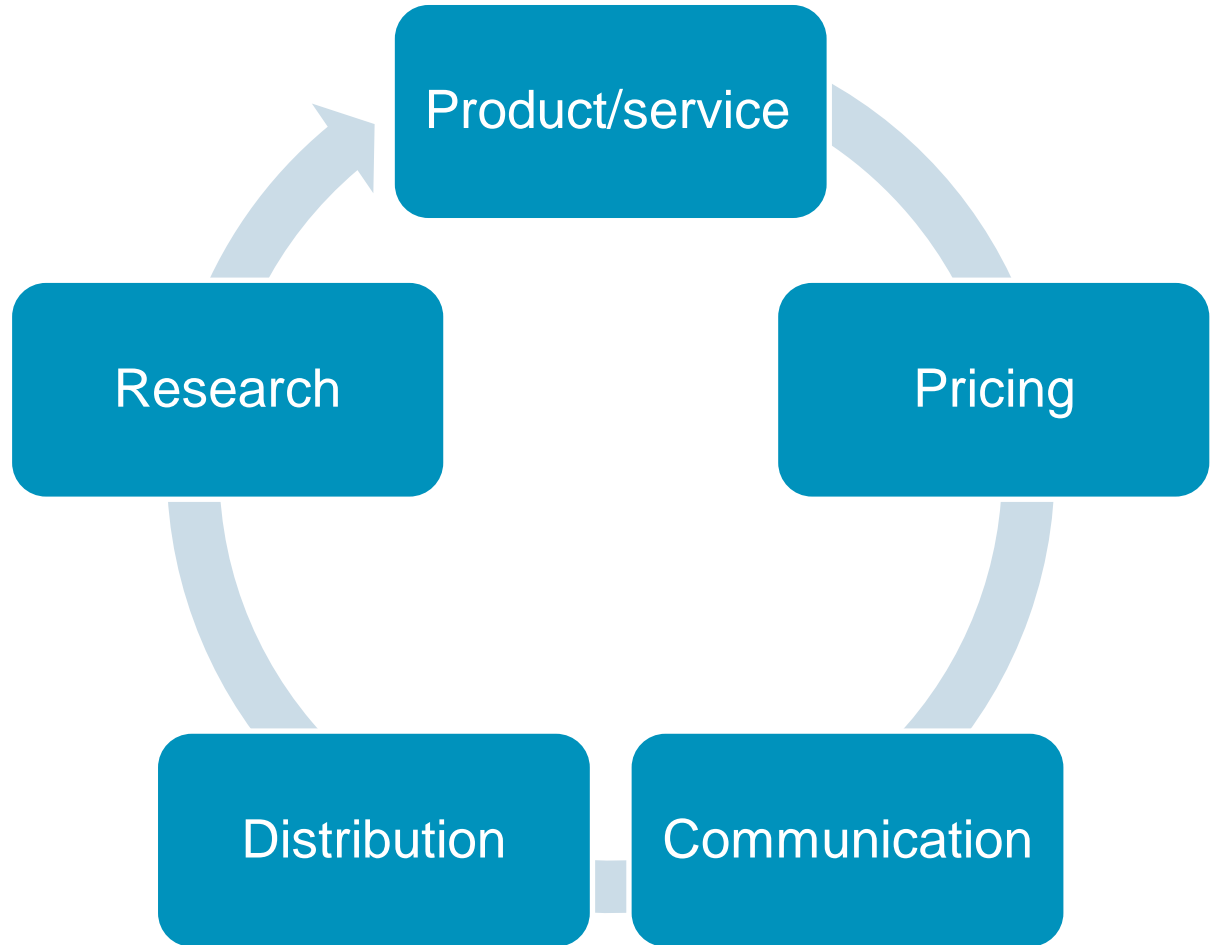 Product/service
Pricing
Communication
Distribution
Research